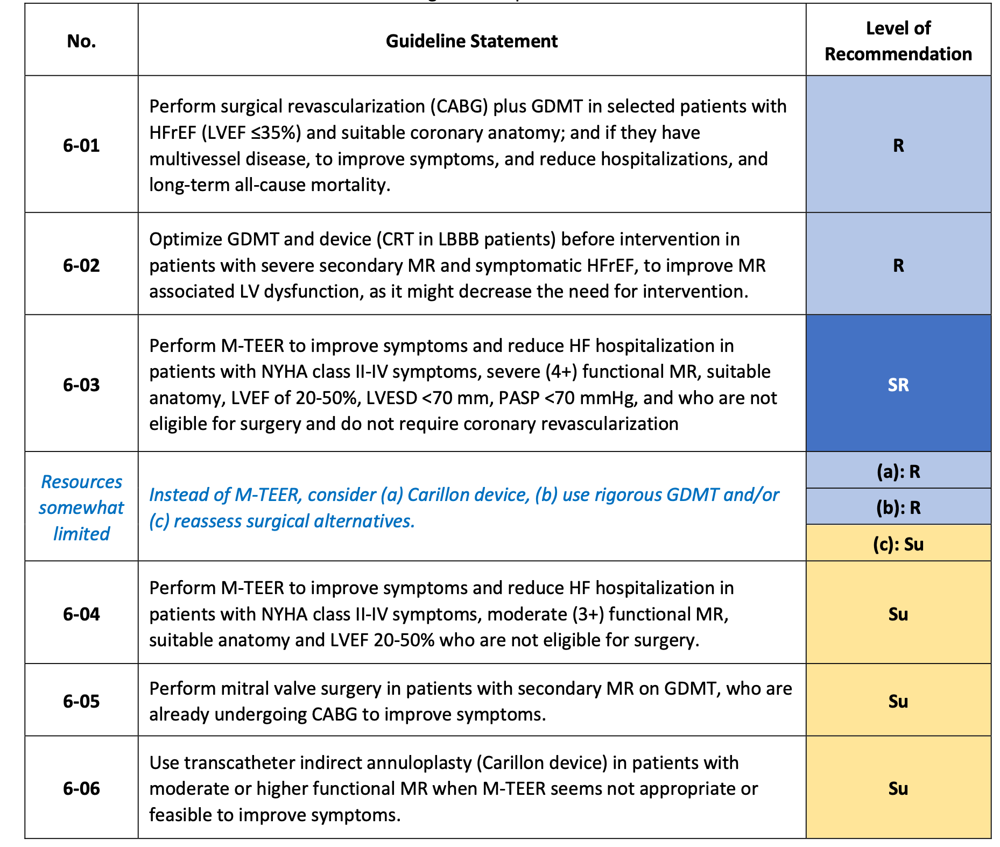 No.
Guideline Statement
Level of
Recommendation
6-01
Perform surgical revascularization (CABG) plus GDMT in selected patients with
HFrEF (LVEF ≤35%) and suitable coronary anatomy; and if they have
multivessel disease, to improve symptoms, and reduce hospitalizations, and
long-term all-cause mortality.
R
6-02
Optimize GDMT and device (CRT in LBBB patients) before intervention in
patients with severe secondary MR and symptomatic HFrEF, to improve MR
associated LV dysfunction, as it might decrease the need for intervention.
R
6-03
Perform M-TEER to improve symptoms and reduce HF hospitalization in
patients with NYHA class II-IV symptoms, severe (4+) functional MR, suitable
anatomy, LVEF of 20-50%, LVESD <70 mm, PASP <70 mmHg, and who are not
eligible for surgery and do not require coronary revascularization
SR
Resources
somewhat
limited
Instead of M-TEER, consider (a) Carillon device, (b) use rigorous GDMT and/or
(c) reassess surgical alternatives.
(a): R
(b): R
(c): Su
6-04
Perform M-TEER to improve symptoms and reduce HF hospitalization in
patients with NYHA class II-IV symptoms, moderate (3+) functional MR,
suitable anatomy and LVEF 20-50% who are not eligible for surgery.
Su
6-05
Perform mitral valve surgery in patients with secondary MR on GDMT, who are
already undergoing CABG to improve symptoms.
Su
6-06
Use transcatheter indirect annuloplasty (Carillon device) in patients with
moderate or higher functional MR when M-TEER seems not appropriate or
feasible to improve symptoms.
Su